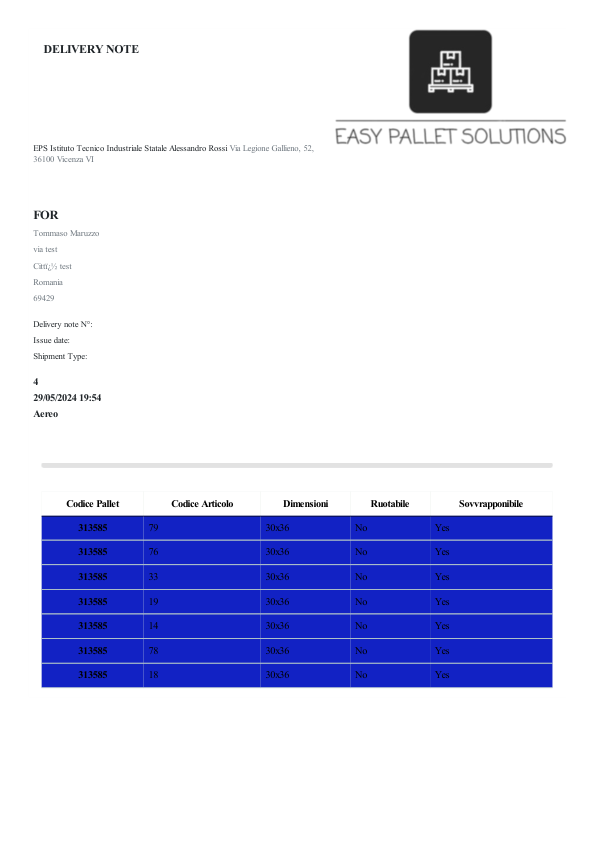 DELIVERY NOTE
EASY PALLET SOLUTIONS
EPS Istituto Tecnico Industriale Statale Alessandro Rossi Via Legione Gallieno, 52,
36100 Vicenza VI
FOR
Tommaso Maruzzo
via test
Cittï¿½ test
Romania
69429
Delivery note N°:
Issue date:
Shipment Type:
4
29/05/2024 19:54
Aereo
Codice Pallet Codice Articolo Dimensioni Ruotabile Sovvrapponibile
313585 79 30x36 No Yes
313585 76 30x36 No Yes
313585 33 30x36 No Yes
313585 19 30x36 No Yes
313585 14 30x36 No Yes
313585 78 30x36 No Yes
313585 18 30x36 No Yes